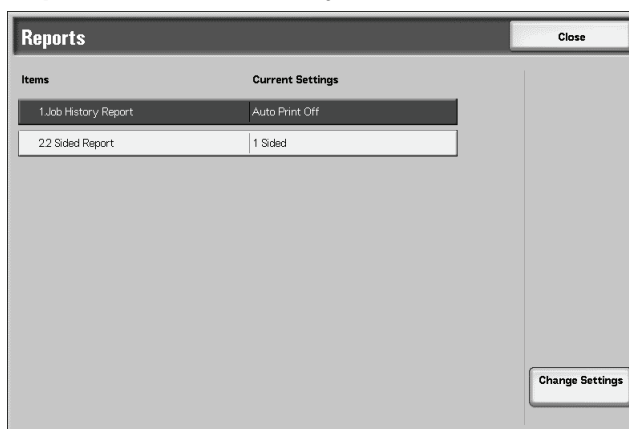 Reports
Close
Items Current Settings
1.Job History Report Auto Print Off
2.2 Sided Report 1 Sided
Change Settings